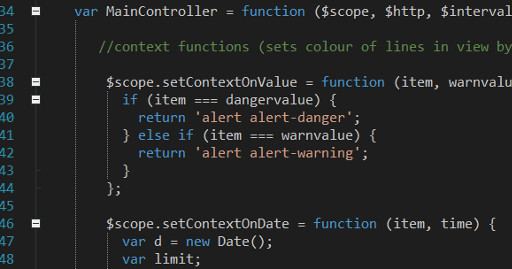 34 var MainController = function ($scope, $http, $interval
35
36 //context functions (sets colour of lines in view by
37
38 $scope.setContextOnValue = function (item, warnvalu
39 if (item === dangervalue) {
40 return 'alert alert-danger';
41 } else if (item === warnvalue) {
42 return 'alert alert-warning';
43 }
44 };
45
46 $scope.setContextOnDate = function (item, time) {
47 var d = new Date();
48 var limit;